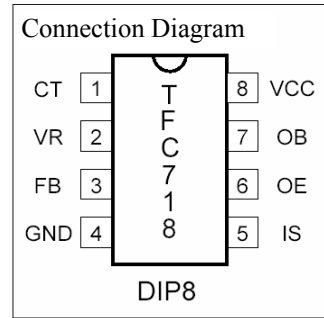 Connection Diagram
CT 1 8 VCC
VR 2 7 OB
FB 3 6 OE
GND 4 5 IS
TFC718
DIP8